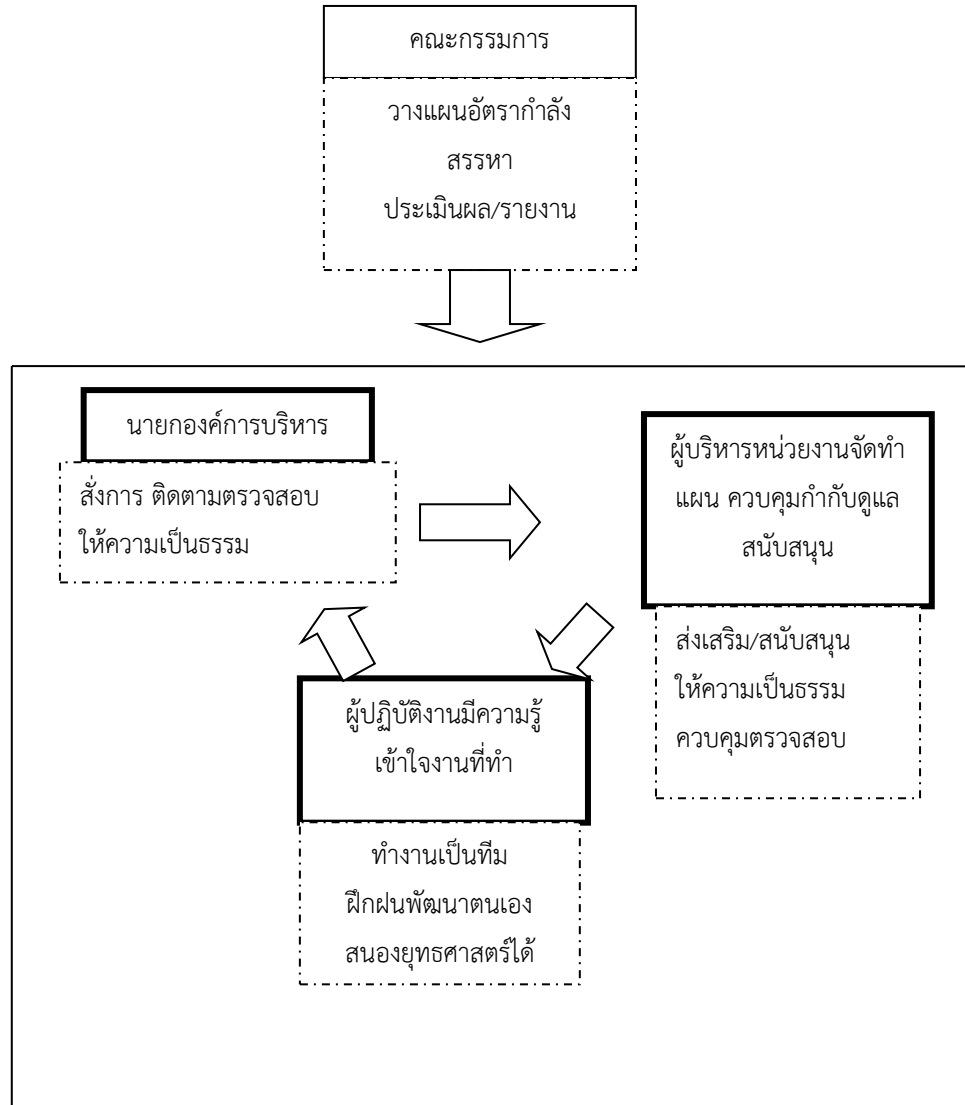 คณะกรรมการ
วางแผนอัตรากำลัง
สรรหา
ประเมินผล/รายงาน
นายกองค์การบริหาร
สั่งการ ติดตามตรวจสอบ
ให้ความเป็นธรรม
ผู้บริหารหน่วยงานจัดทำ
แผน ควบคุมกำกับดูแล
สนับสนุน
ส่งเสริม/สนับสนุน
ให้ความเป็นธรรม
ควบคุมตรวจสอบ
ผู้ปฏิบัติงานมีความรู้
เข้าใจงานที่ทำ
ทำงานเป็นทีม
ฝึกฝนพัฒนาตนเอง
สนองยุทธศาสตร์ได้